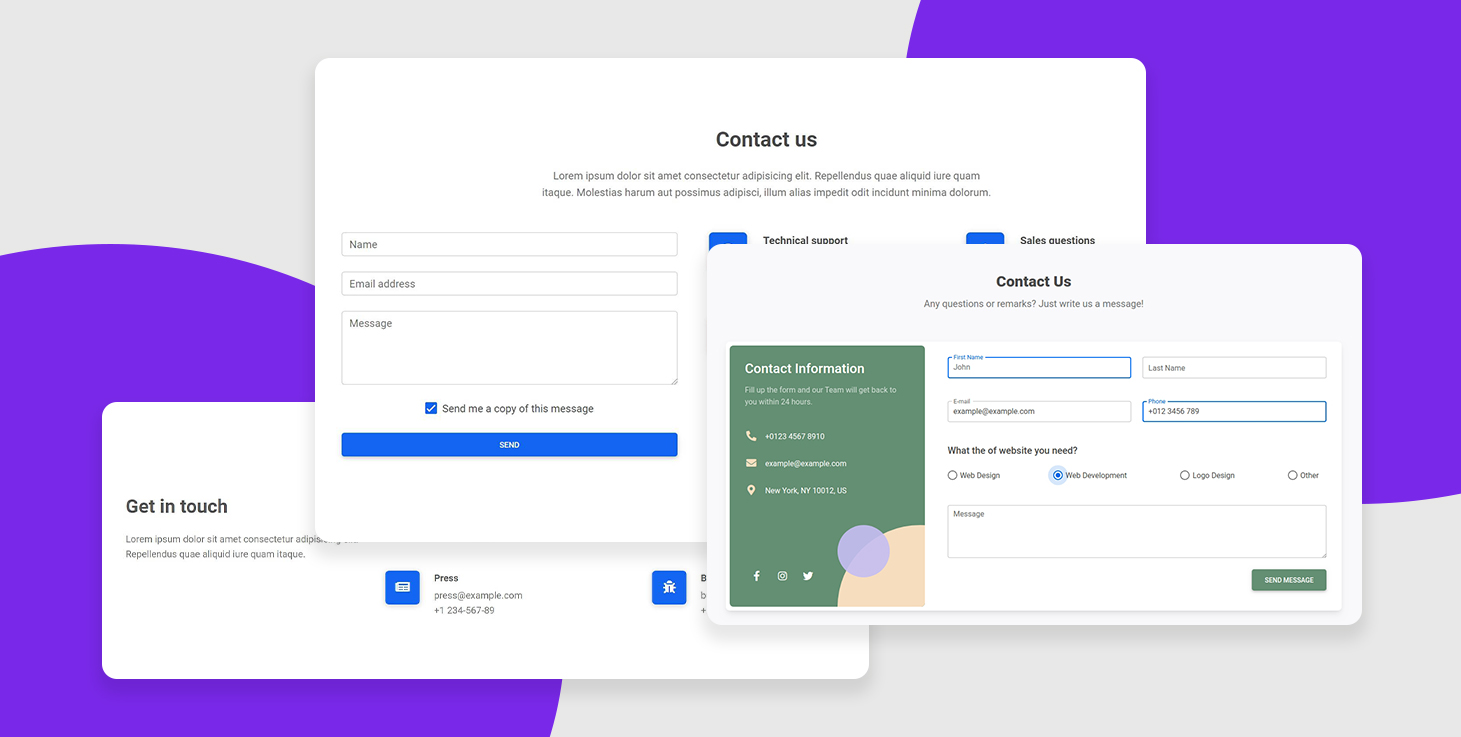 Contact us
Lorem ipsum dolor sit amet consectetur adipisicing elit. Repellendus quae aliquid iure quam
itaque. Molestias harum aut possimus adipisci, illum alias impedit odit incidunt minima dolorum.
Name
Email address
Message
Send me a copy of this message
SEND
Technical support
Sales questions
Contact Us
Any questions or remarks? Just write us a message!
Contact Information
Fill up the form and our Team will get back to
you within 24 hours.
+0123 4567 8910
example@example.com
New York, NY 10012, US
First Name
John
Last Name
E-mail
example@example.com
Phone
+012 3456 789
What the of website you need?
Web Design
Web Development
Logo Design
Other
Message
SEND MESSAGE
Get in touch
Lorem ipsum dolor sit amet consectetur
Repellendus quae aliquid iure quam itaque.
Press
press@example.com
+1 234-567-89